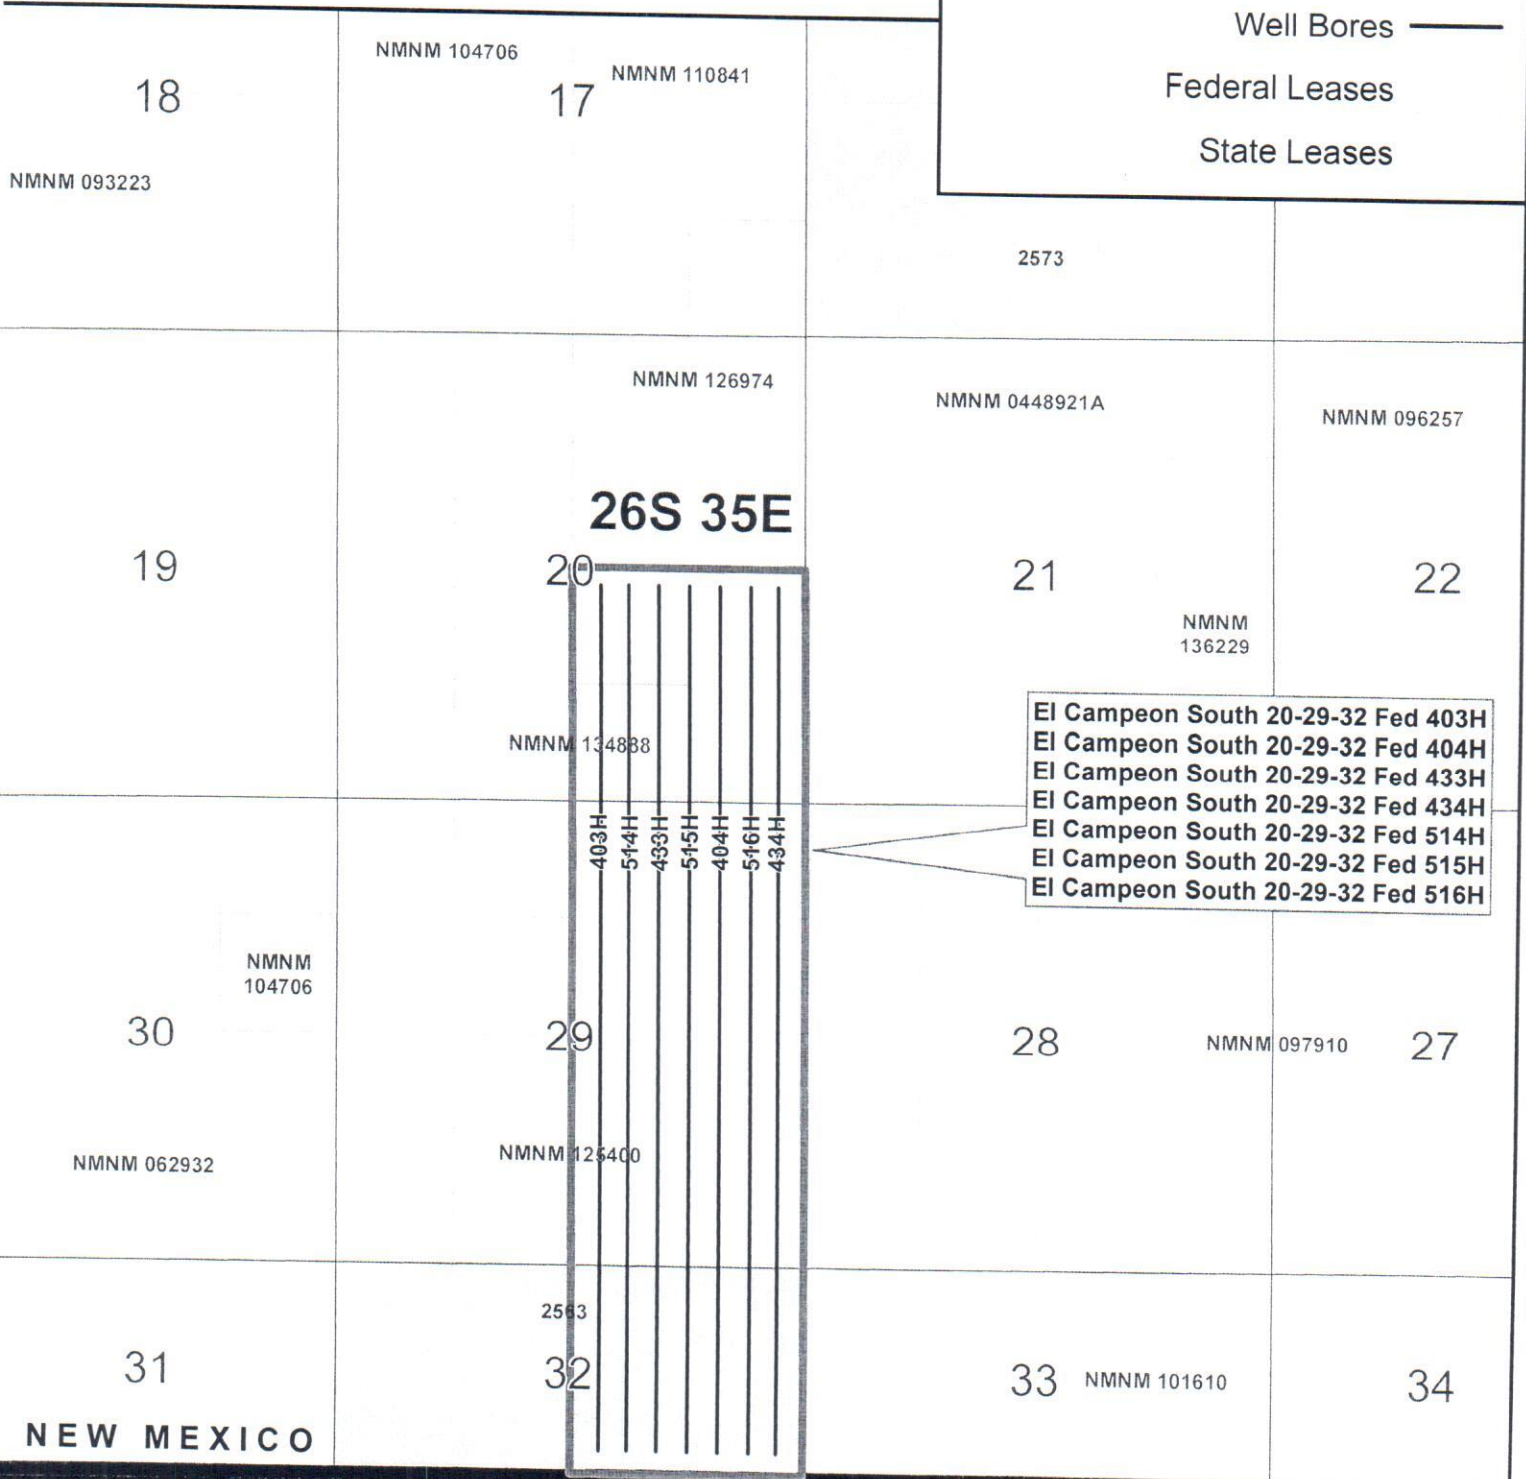 Well Bores
Federal Leases
State Leases
NMNM 104706
NMNM 110841
18
17
NMNM 093223
2573
NMNM 126974
NMNM 0448921A
NMNM 096257
26S 35E
19
20
21
22
NMNM
136229
NMNM 134888
El Campeon South 20-29-32 Fed 403H
El Campeon South 20-29-32 Fed 404H
El Campeon South 20-29-32 Fed 433H
El Campeon South 20-29-32 Fed 434H
El Campeon South 20-29-32 Fed 514H
El Campeon South 20-29-32 Fed 515H
El Campeon South 20-29-32 Fed 516H
403H
514H
433H
515H
404H
516H
434H
NMNM
104706
30
29
28
NMNM 097910
27
NMNM 062932
NMNM 125400
2563
31
32
33
NMNM 101610
34
NEW MEXICO